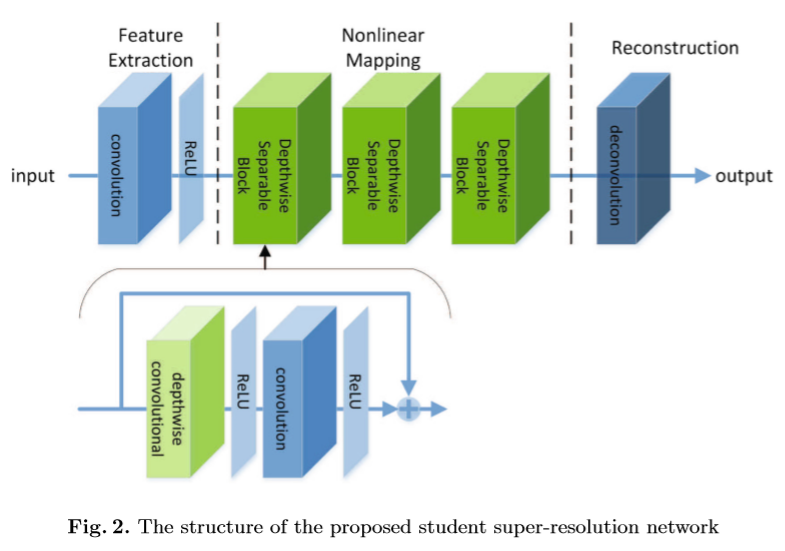 Feature
Extraction
Nonlinear
Mapping
Reconstruction
input
convolution
ReLU
Depthwise
Separable
Block
Depthwise
Separable
Block
Depthwise
Separable
Block
deconvolution
output
depthwise
convolutional
ReLU
convolution
ReLU
Fig. 2. The structure of the proposed student super-resolution network